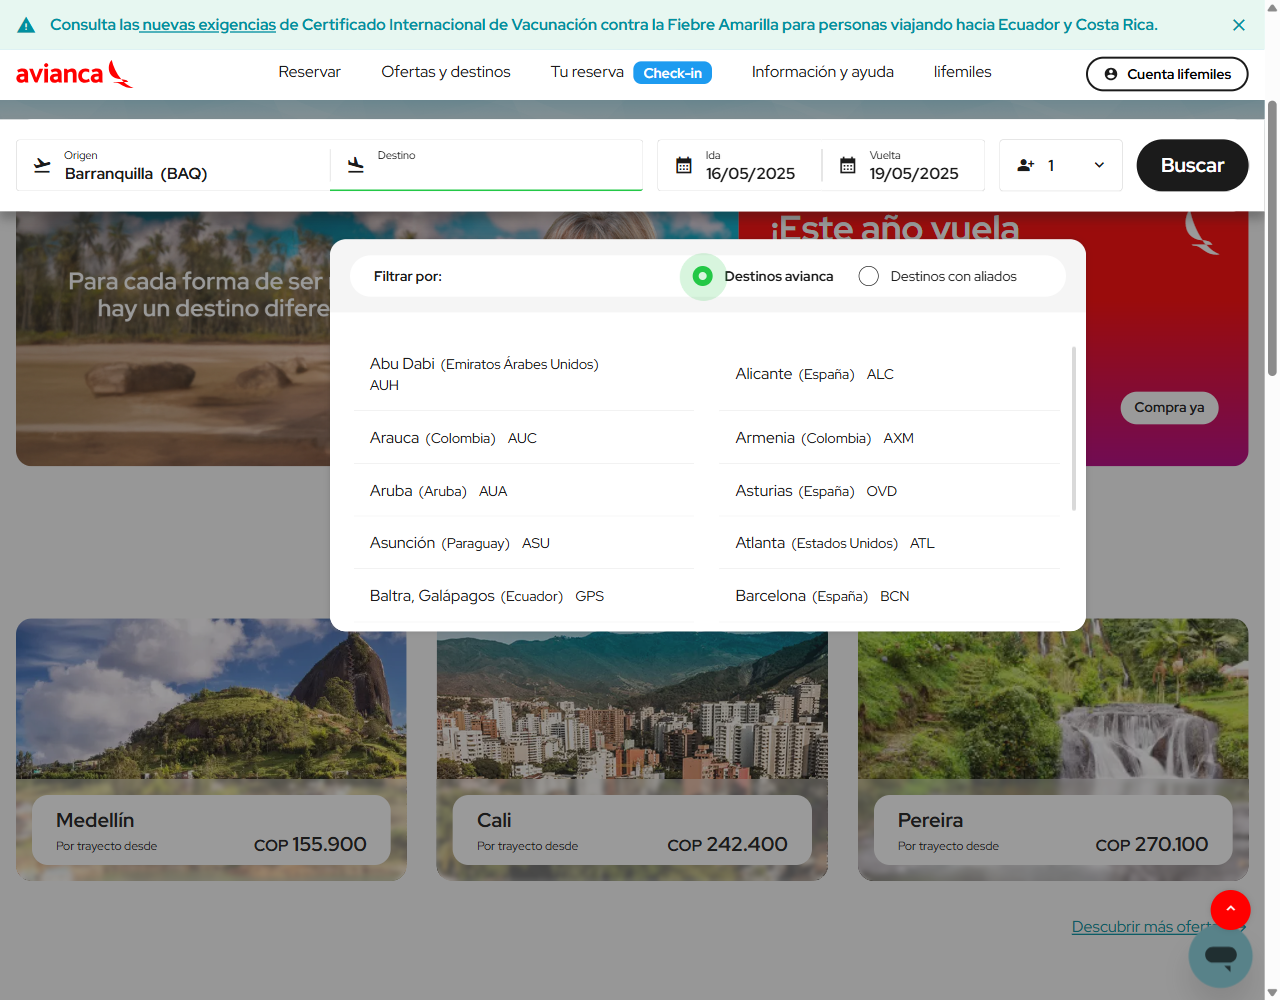 Consulta las nuevas exigencias de Certificado Internacional de Vacunación contra la Fiebre Amarilla para personas viajando hacia Ecuador y Costa Rica.
avianca
Reservar
Ofertas y destinos
Tu reserva
Check-in
Información y ayuda
lifemiles
Cuenta lifemiles
Origen
Barranquilla (BAQ)
Destino
Ida
16/05/2025
Vuelta
19/05/2025
1
Buscar
Para cada forma de ser
hay un destino
¡Este año vuela
Compra ya
Filtrar por:
Destinos avianca
Destinos con aliados
Abu Dabi (Emiratos Árabes Unidos)
AUH
Alicante (España) ALC
Arauca (Colombia) AUC
Armenia (Colombia) AXM
Aruba (Aruba) AUA
Asturias (España) OVD
Asunción (Paraguay) ASU
Atlanta (Estados Unidos) ATL
Baltra, Galápagos (Ecuador) GPS
Barcelona (España) BCN
Medellín
Por trayecto desde
COP 155.900
Cali
Por trayecto desde
COP 242.400
Pereira
Por trayecto desde
COP 270.100
Descubrir más